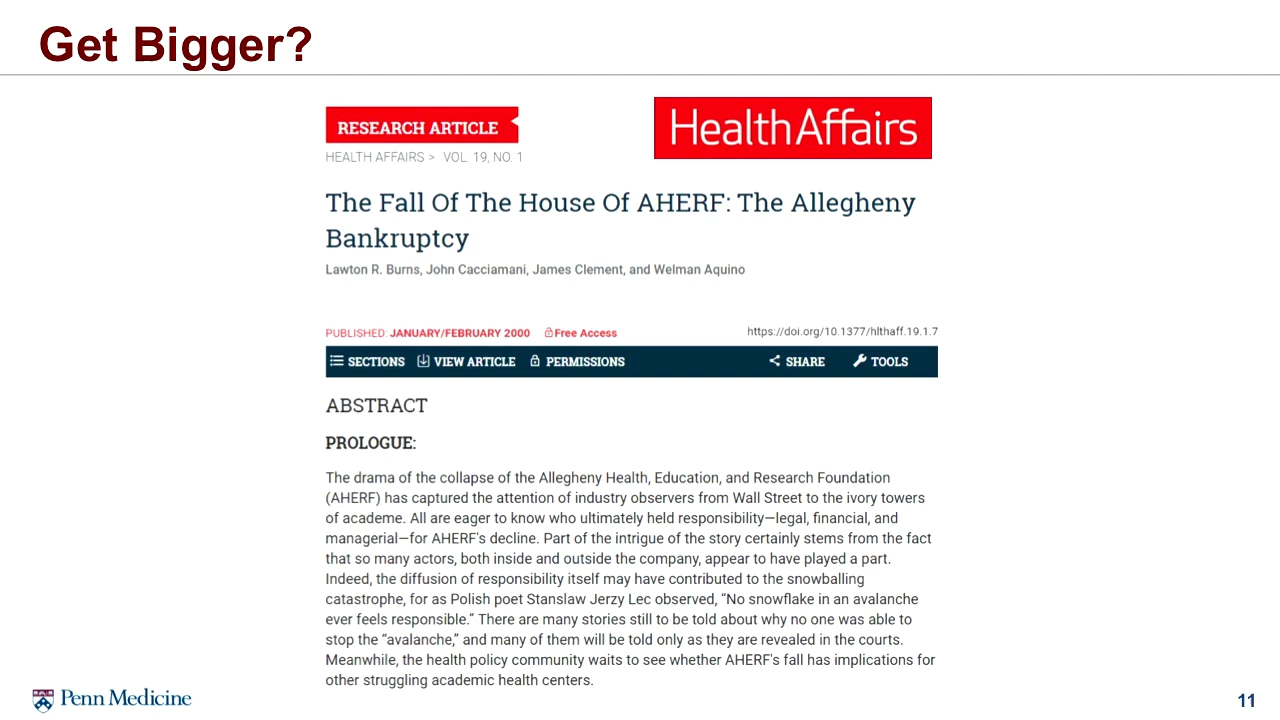 Get Bigger?
RESEARCH ARTICLE
HealthAffairs
HEALTH AFFAIRS > VOL. 19, NO. 1
The Fall Of The House Of AHERF: The Allegheny
Bankruptcy
Lawton R. Burns, John Cacciamani, James Clement, and Welman Aquino
PUBLISHED: JANUARY/FEBRUARY 2000 Free Access https://doi.org/10.1377/hlthaff.19.1.7
SECTIONS VIEW ARTICLE PERMISSIONS SHARE TOOLS
ABSTRACT
PROLOGUE:
The drama of the collapse of the Allegheny Health, Education, and Research Foundation
(AHERF) has captured the attention of industry observers from Wall Street to the ivory towers
of academe. All are eager to know who ultimately held responsibility—legal, financial, and
managerial—for AHERF's decline. Part of the intrigue of the story certainly stems from the fact
that so many actors, both inside and outside the company, appear to have played a part.
Indeed, the diffusion of responsibility itself may have contributed to the snowballing
catastrophe, for as Polish poet Stanslaw Jerzy Lec observed, “No snowflake in an avalanche
ever feels responsible.” There are many stories still to be told about why no one was able to
stop the “avalanche,” and many of them will be told only as they are revealed in the courts.
Meanwhile, the health policy community waits to see whether AHERF's fall has implications for
other struggling academic health centers.
Penn Medicine
11